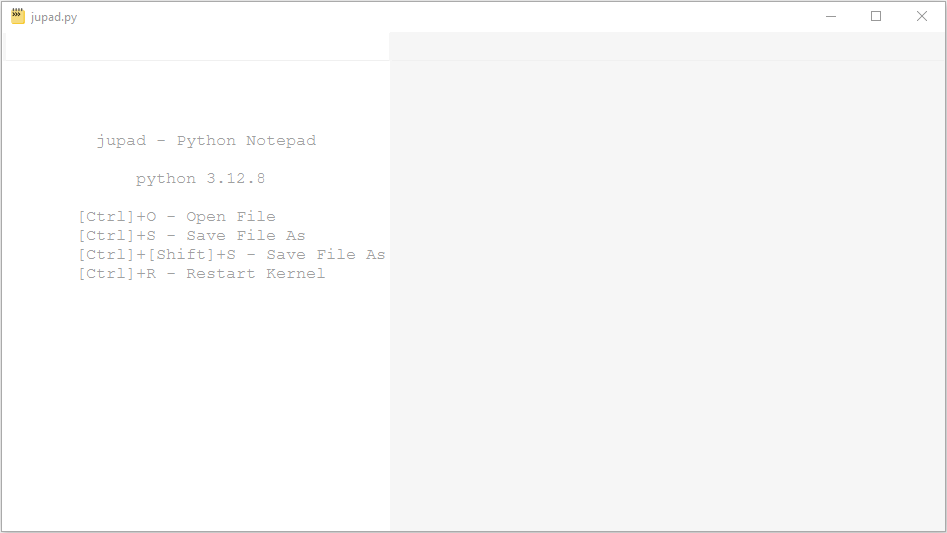 jupad.py
jupad - Python Notepad
python 3.12.8
[Ctrl]+O - Open File
[Ctrl]+S - Save File As
[Ctrl]+[Shift]+S - Save File As
[Ctrl]+R - Restart Kernel